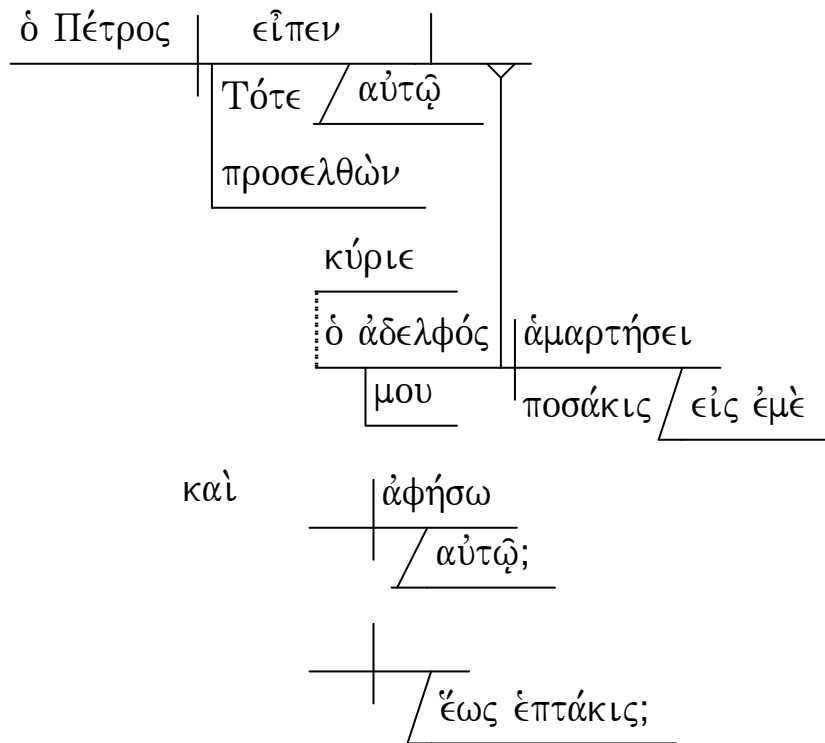 ὁ Πέτρος εἶπεν
Τότε αὐτῷ
προσελθὼν
κύριε
ὁ ἀδελφός ἁμαρτήσει
μου ποσάκις εἰς ἐμὲ
καὶ ἀφήσω
αὐτῷ;
ἕως ἑπτάκις;